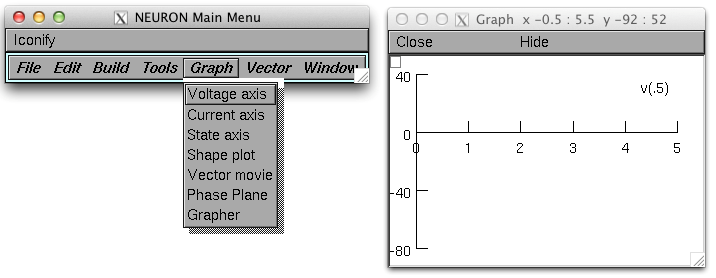 NEURON Main Menu
Iconify
File Edit Build Tools Graph Vector Window
Voltage axis
Current axis
State axis
Shape plot
Vector movie
Phase Plane
Grapher
Graph x -0.5 : 5.5 y -92 : 52
Close Hide
40
v(.5)
0
0 1 2 3 4 5
-40
-80